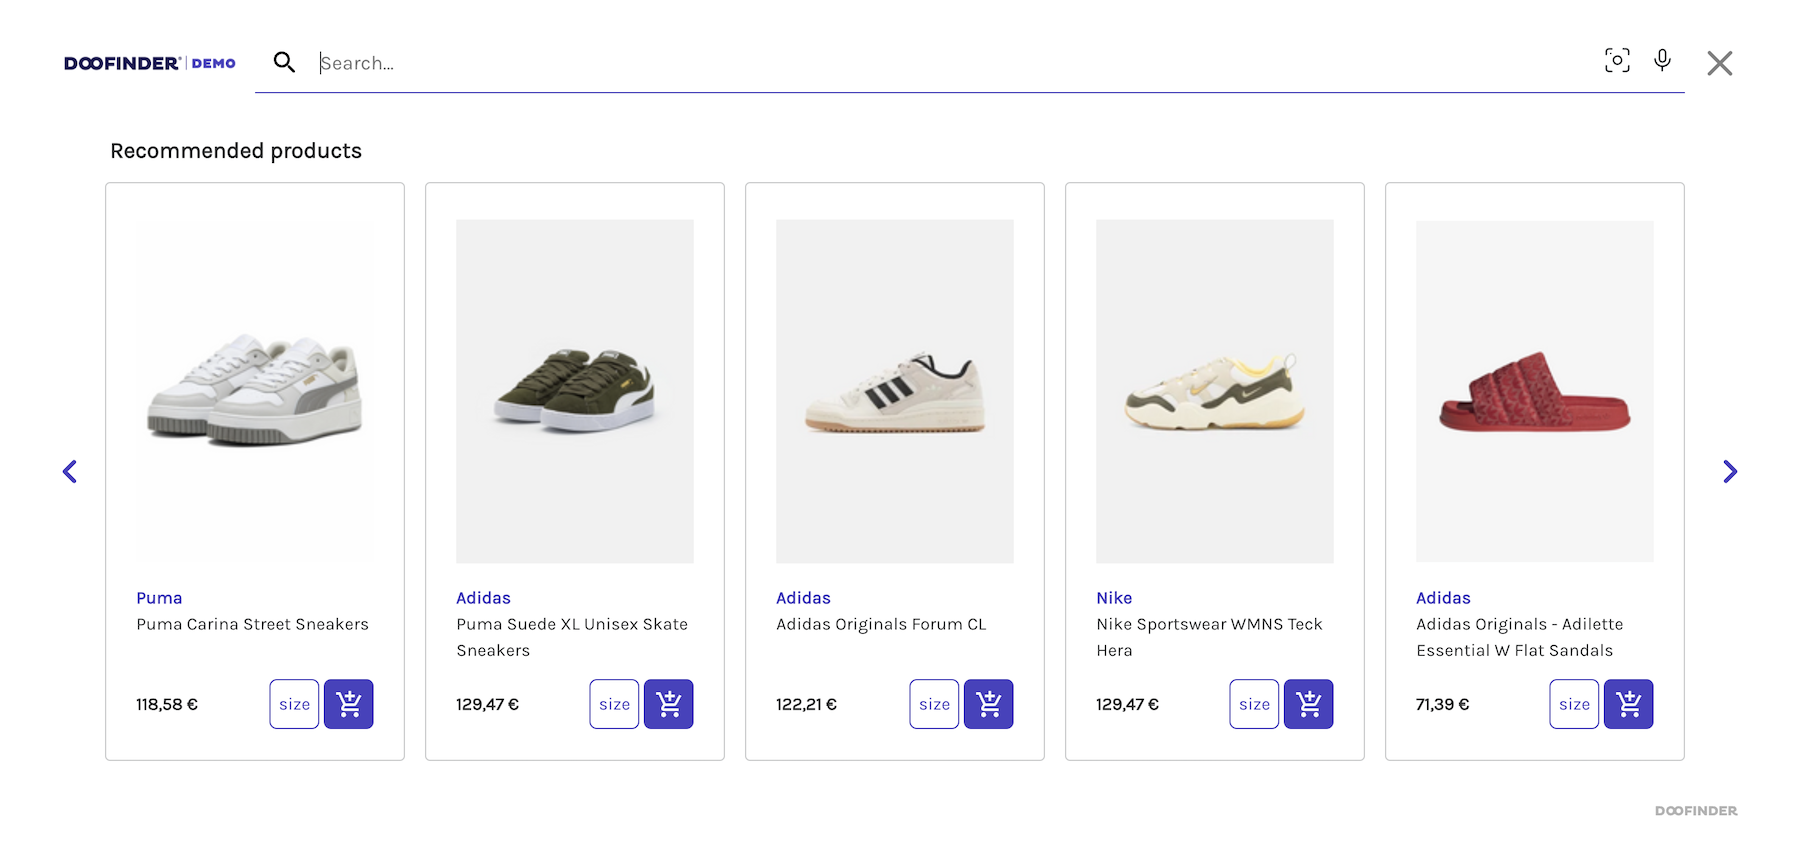 DOOFINDER® | DEMO
Search...
Recommended products
Puma
Puma Carina Street Sneakers
118,58 €
size
Adidas
Puma Suede XL Unisex Skate
Sneakers
129,47 €
size
Adidas
Adidas Originals Forum CL
122,21 €
size
Nike
Nike Sportswear WMNS Teck
Hera
129,47 €
size
Adidas
Adidas Originals - Adilette
Essential W Flat Sandals
71,39 €
size
DOOFINDER